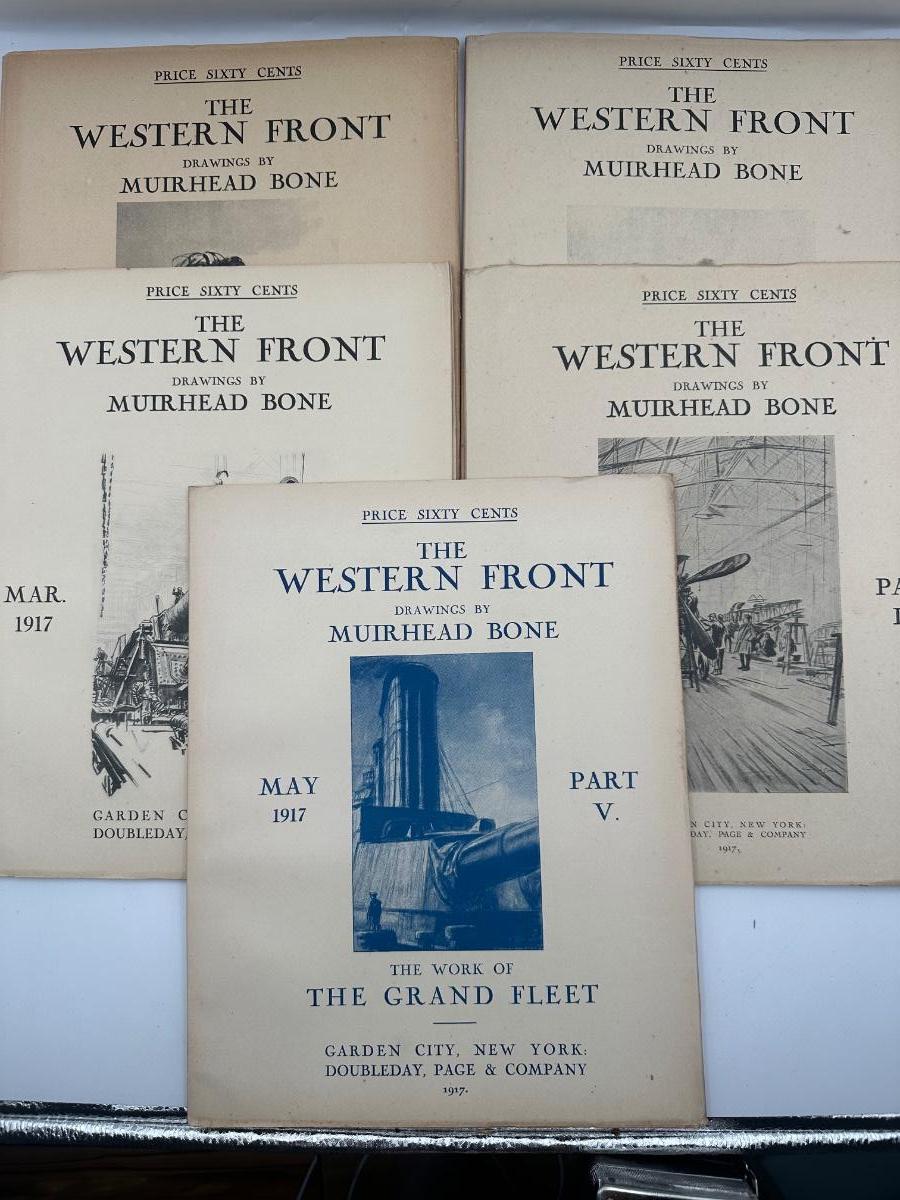 PRICE SIXTY CENTS
THE
WESTERN FRONT
DRAWINGS BY
MUIRHEAD BONE
PRICE SIXTY CENTS
THE
WESTERN FRONT
DRAWINGS BY
MUIRHEAD BONE
PRICE SIXTY CENTS
THE
WESTERN FRONT
DRAWINGS BY
MUIRHEAD BONE
MAR.
1917
GARDEN
DOUBLEDAY,
PRICE SIXTY CENTS
THE
WESTERN FRONT
DRAWINGS BY
MUIRHEAD BONE
CITY, NEW YORK:
PAGE & COMPANY
1917.
PRICE SIXTY CENTS
THE
WESTERN FRONT
DRAWINGS BY
MUIRHEAD BONE
MAY
1917
PART
V.
THE WORK OF
THE GRAND FLEET
GARDEN CITY, NEW YORK:
DOUBLEDAY, PAGE & COMPANY
1917.